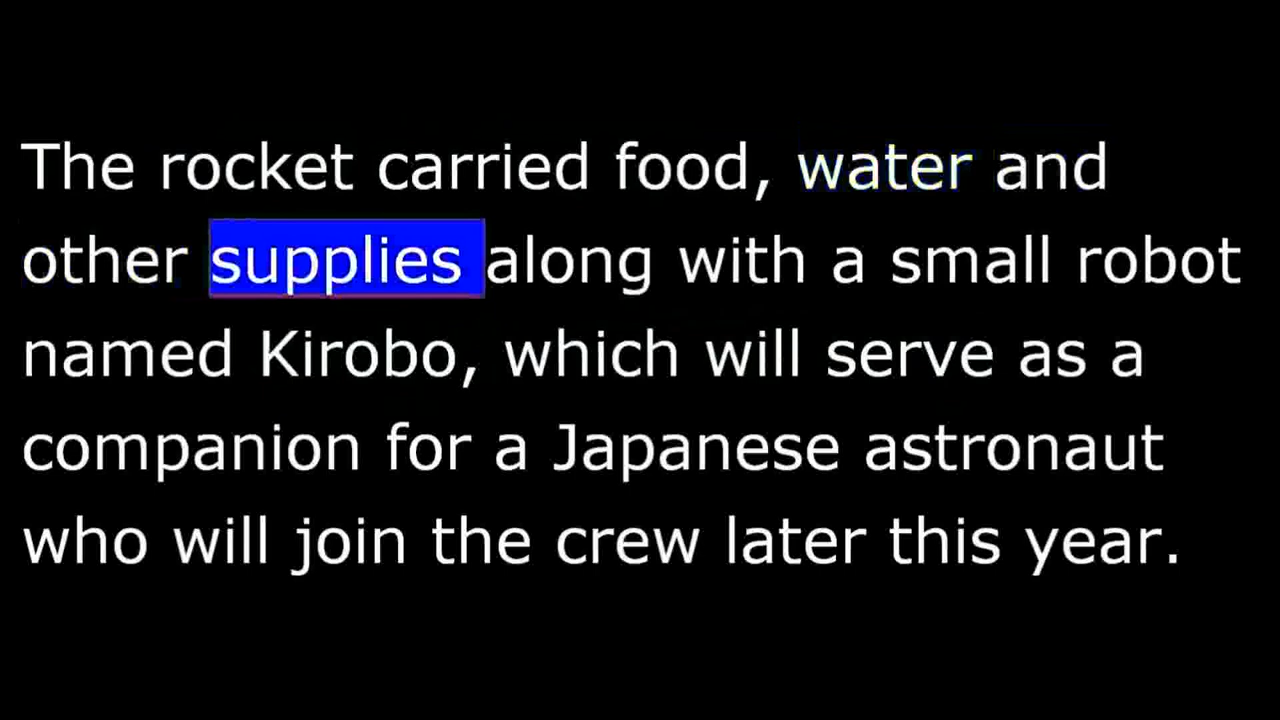 The rocket carried food, water and
other supplies along with a small robot
named Kirobo, which will serve as a
companion for a Japanese astronaut
who will join the crew later this year.